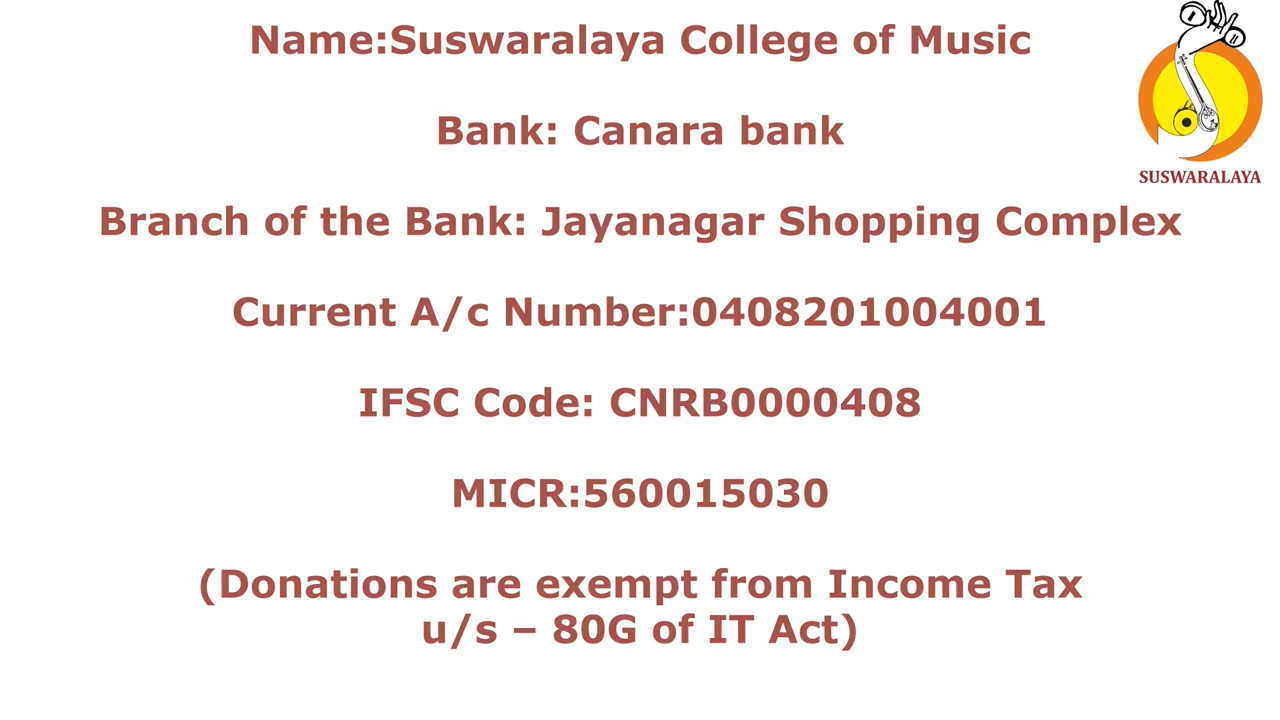 Name:Suswaralaya College of Music
SUSWARALAYA
Bank: Canara bank
Branch of the Bank: Jayanagar Shopping Complex
Current A/c Number:0408201004001
IFSC Code: CNRB0000408
MICR:560015030
(Donations are exempt from Income Tax
u/s – 80G of IT Act)